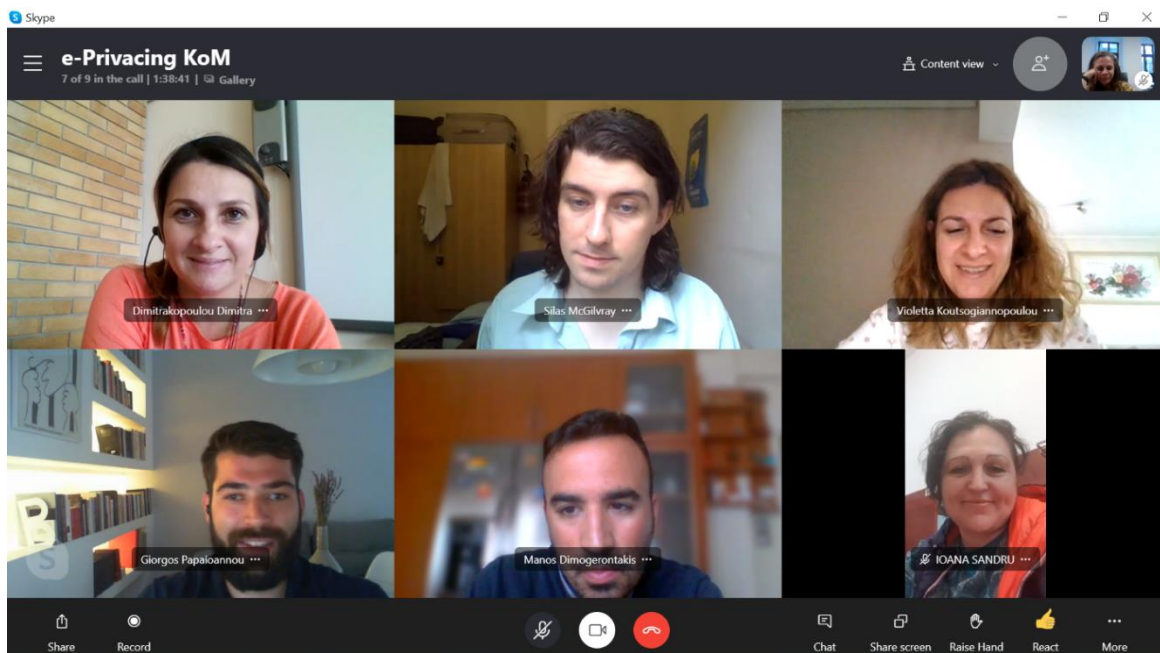 Skype
e-Privacing KoM
7 of 9 in the call | 1:38:41 | Gallery
Content view
Dimitrakopoulou Dimitra ···
Silas McGilvray ···
Violetta Koutsogiannopoulou ···
Giorgos Papaioannou ···
Manos Dimogerontakis ···
IOANA SANDRU ···
Share
Record
Chat
Share screen
Raise Hand
React
More